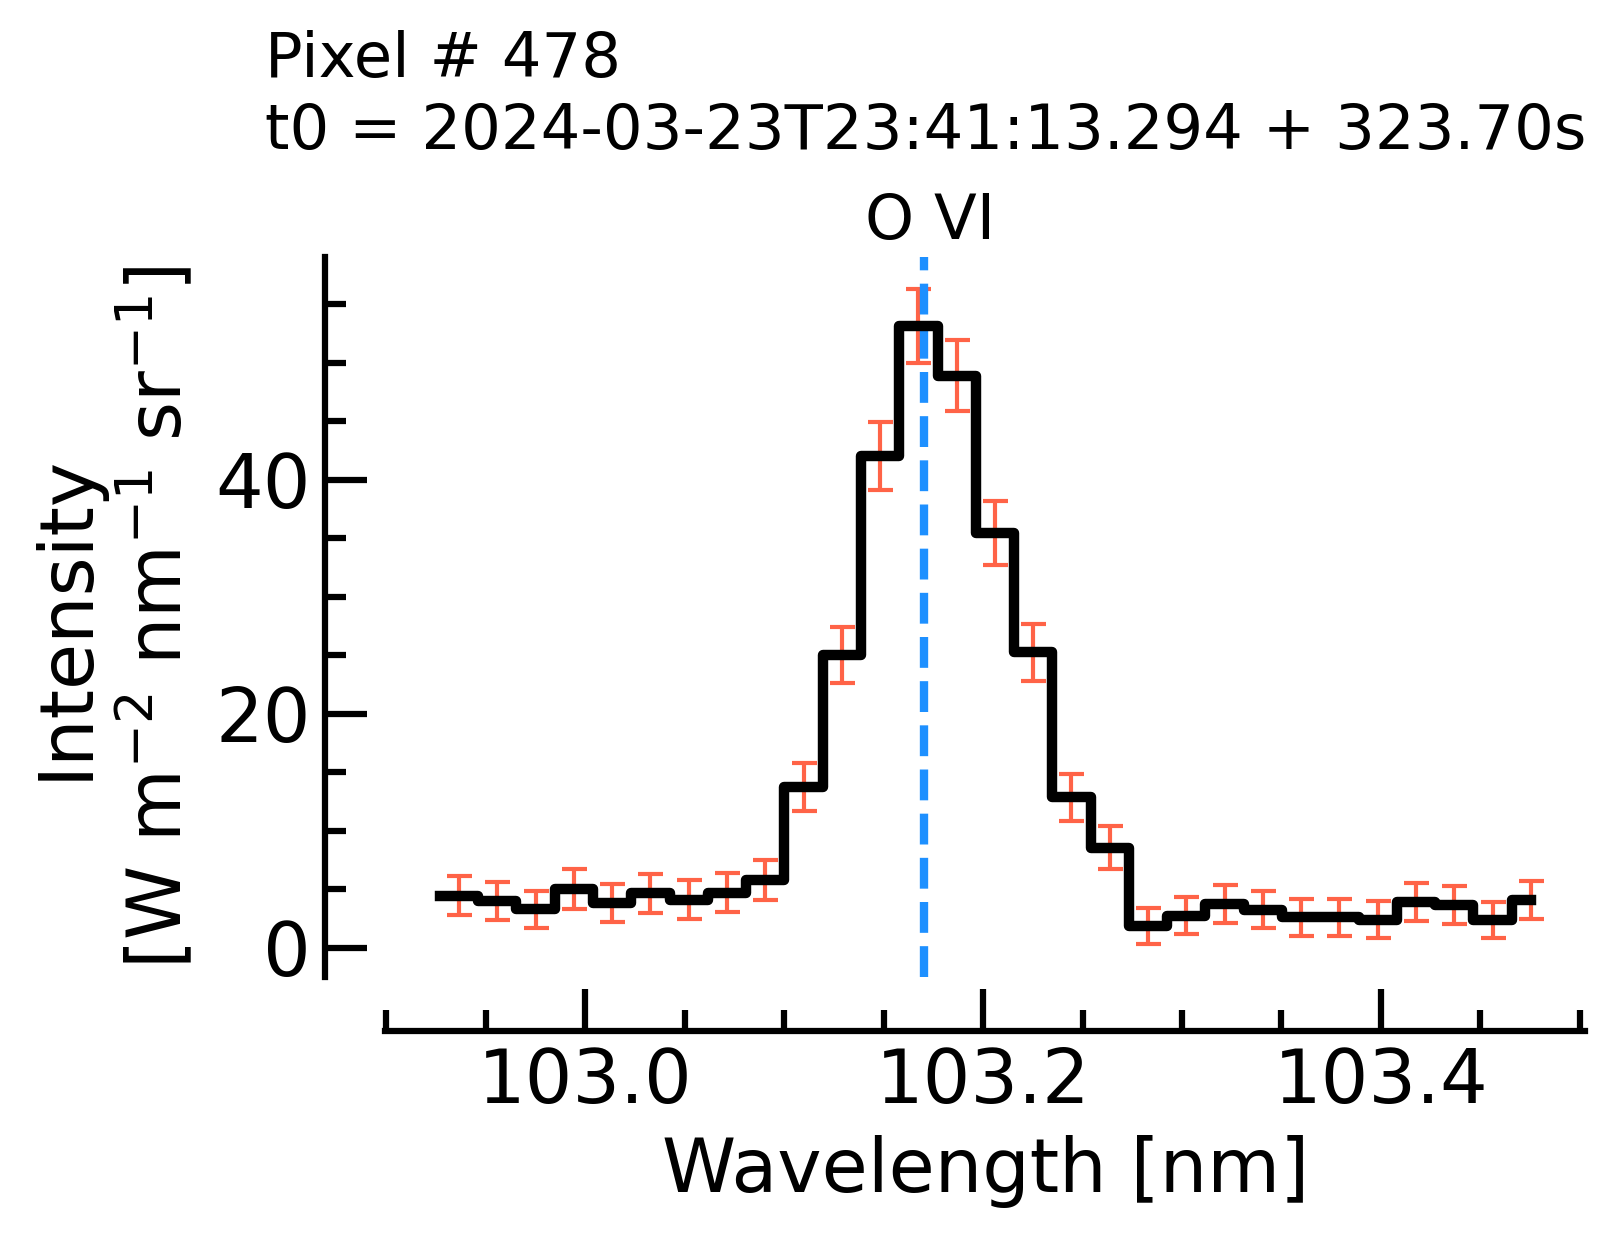 Pixel # 478
t0 = 2024-03-23T23:41:13.294 + 323.70s
O VI
Intensity
[W m⁻² nm⁻¹ sr⁻¹]
40
20
0
103.0 103.2 103.4
Wavelength [nm]